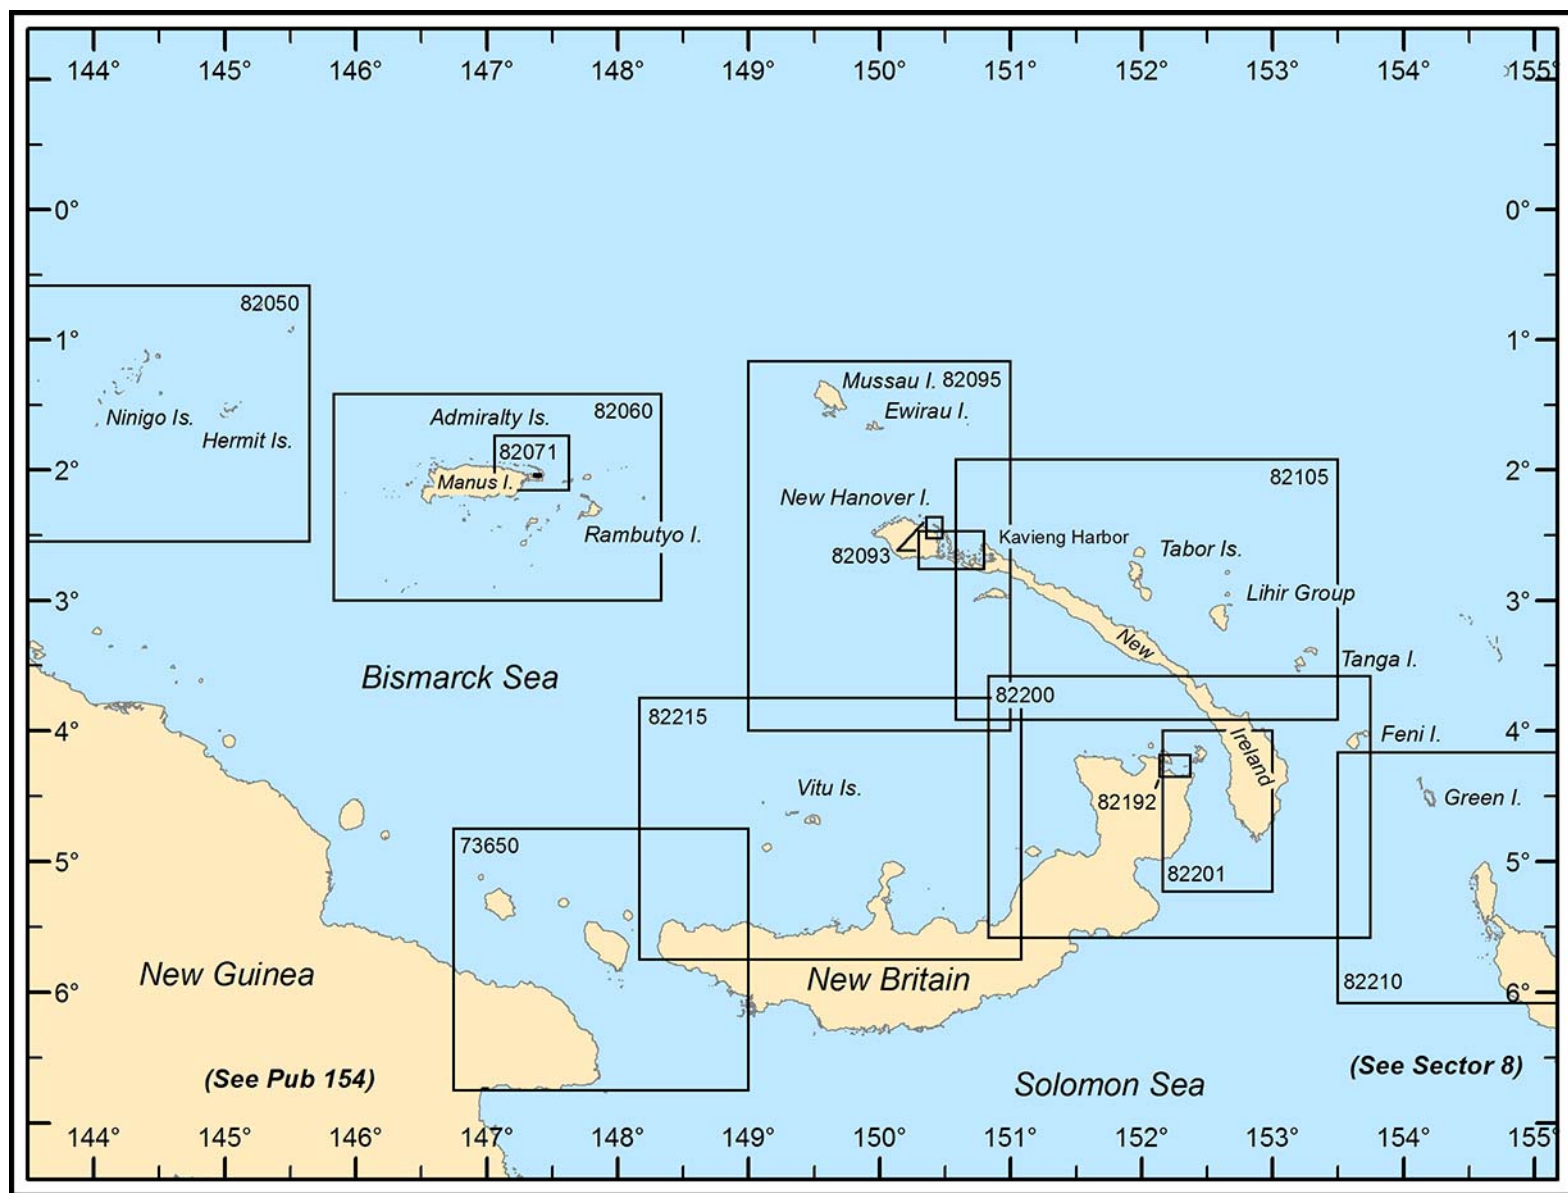 144° 145° 146° 147° 148° 149° 150° 151° 152° 153° 154° 155°
0° 0°
82050
1° 1°
Mussau I. 82095
Ewirau I.
Ninigo Is.
Hermit Is.
Admiralty Is. 82060
82071
2° 2°
Manus I.
82105
New Hanover I.
Rambutyo I.
82093
Kavieng Harbor
Tabor Is.
Lihir Group
3° 3°
New
Tanga I.
Bismarck Sea
82200
82215
4° 4°
Ireland
Feni I.
Vitu Is.
82192
Green I.
73650
5° 5°
82201
New Guinea
New Britain
82210
6° 6°
(See Pub 154)
Solomon Sea
(See Sector 8)
144° 145° 146° 147° 148° 149° 150° 151° 152° 153° 154° 155°